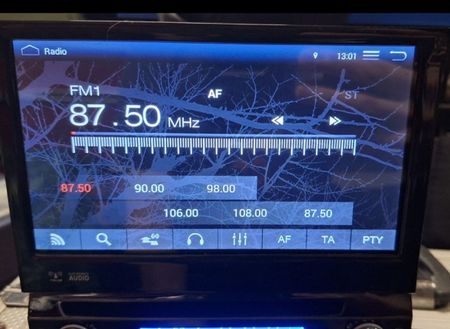 Radio 13:01
FM1 AF ST
87.50 MHz
87.50 90.00 98.00
106.00 108.00 87.50
AF TA PTY
AUDIO